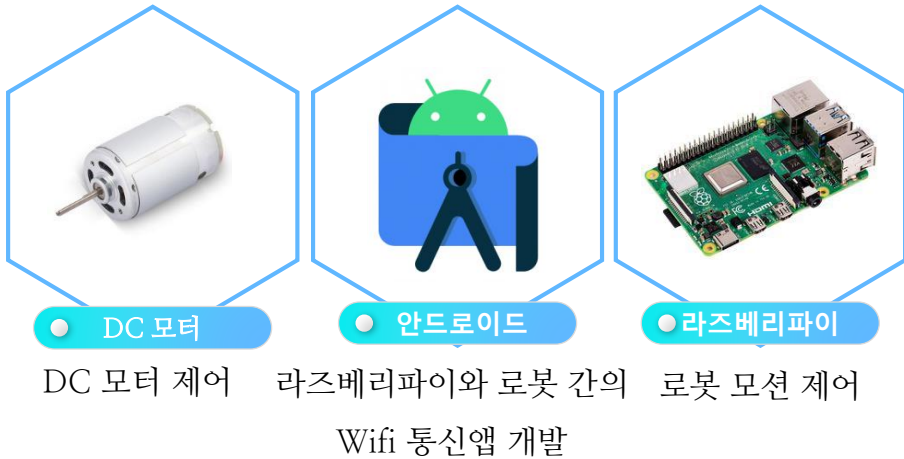 DC 모터
안드로이드
라즈베리파이
DC 모터 제어
라즈베리파이와 로봇 간의
Wifi 통신앱 개발
로봇 모션 제어
HDMI